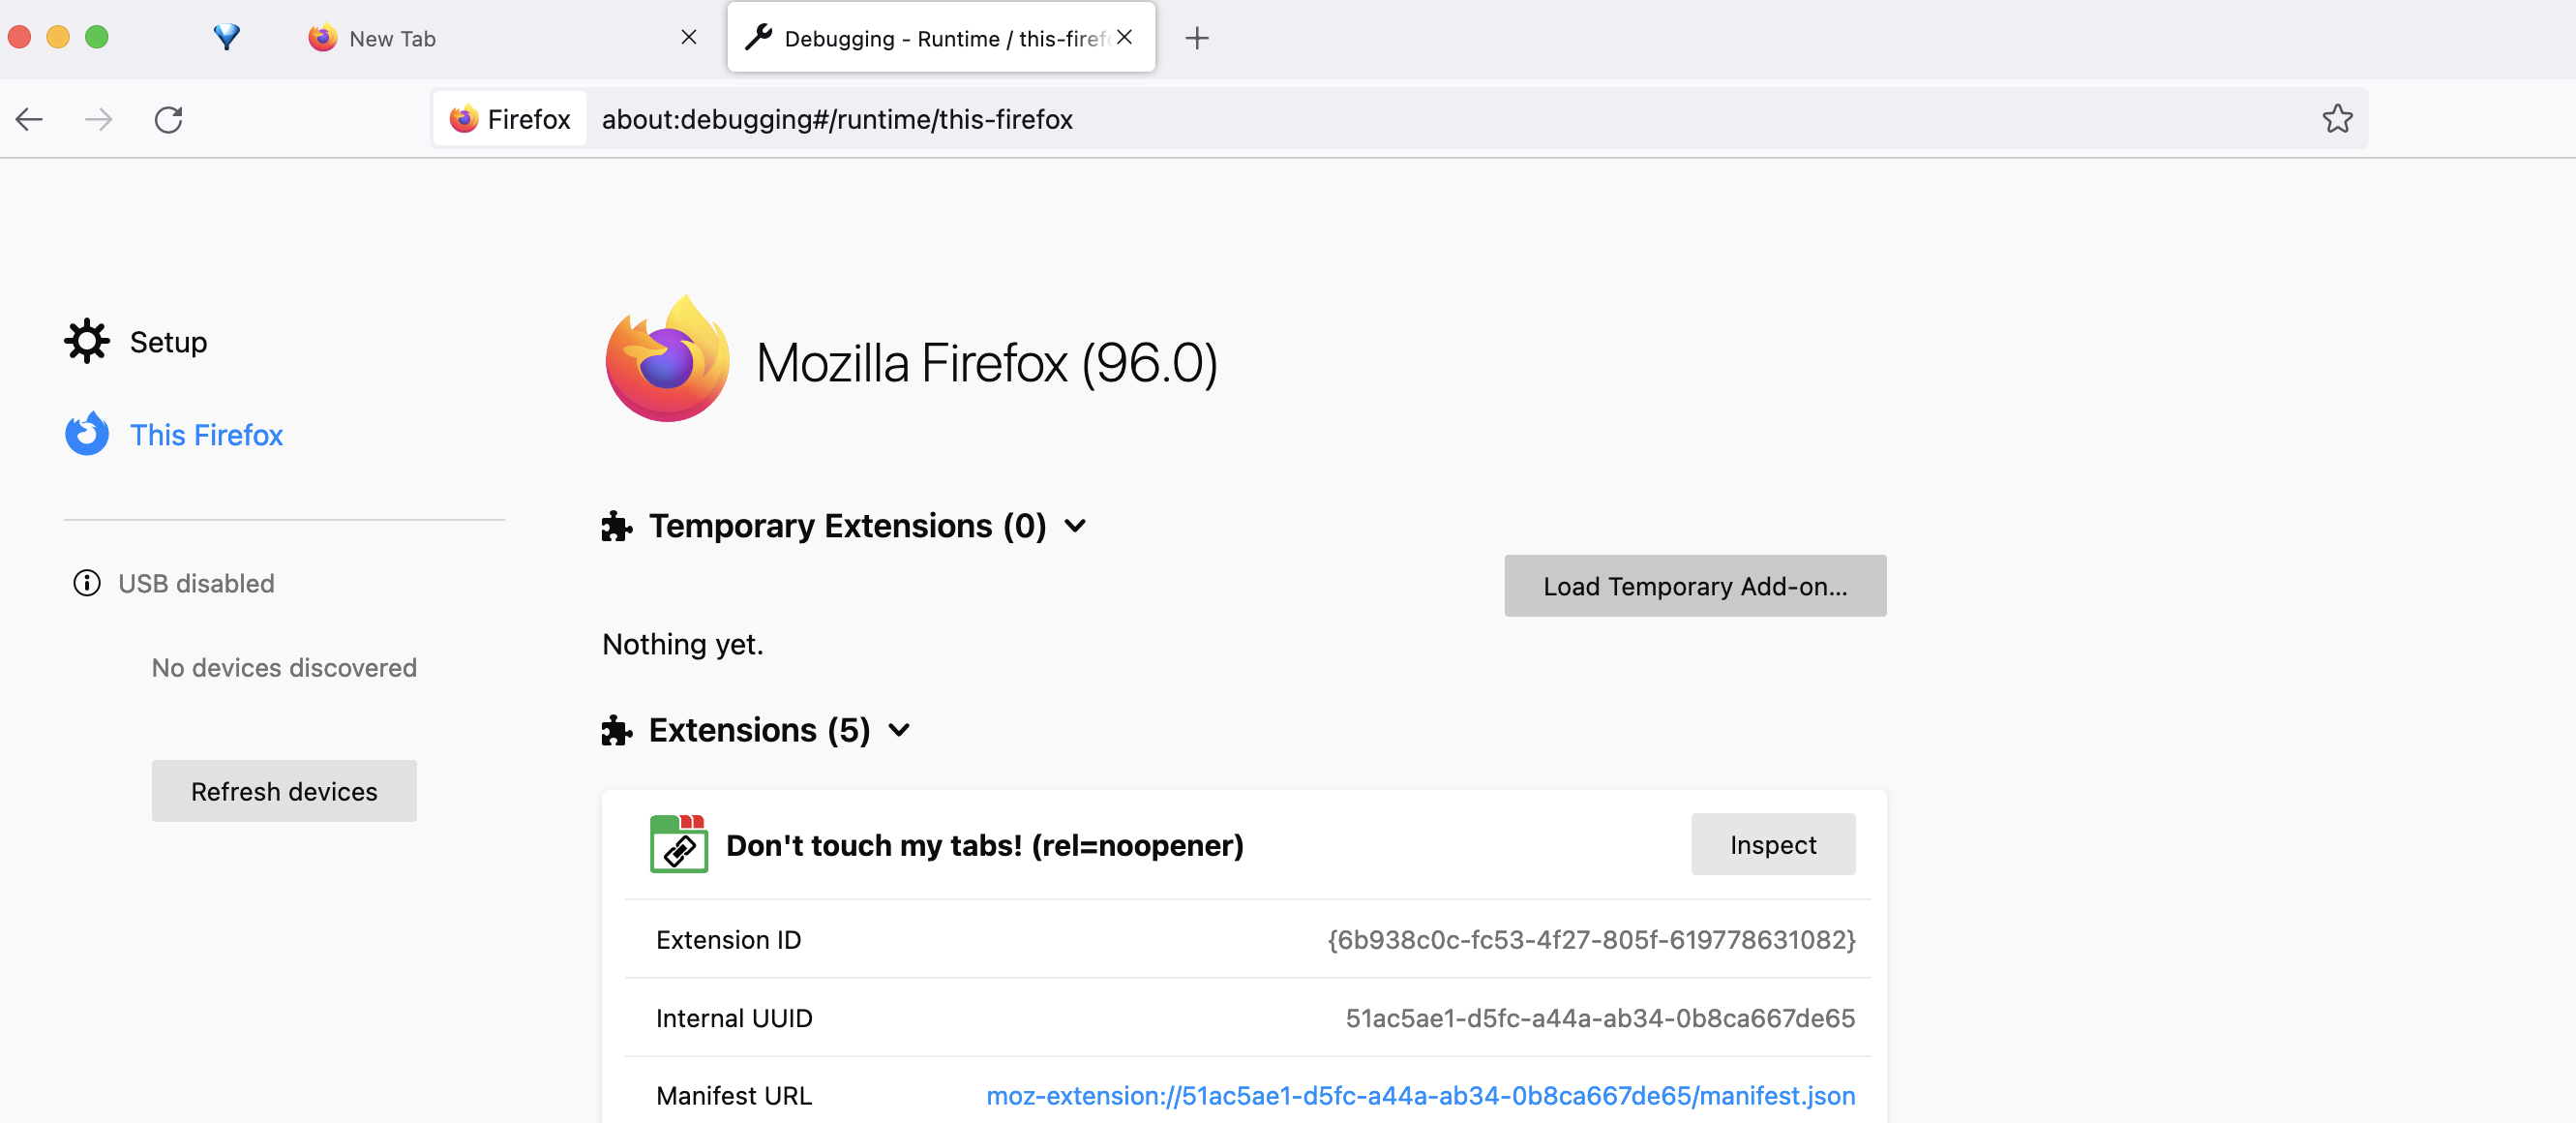 New Tab
Debugging - Runtime / this-firef
Firefox
about:debugging#/runtime/this-firefox
Setup
This Firefox
USB disabled
No devices discovered
Refresh devices
Mozilla Firefox (96.0)
Temporary Extensions (0)
Load Temporary Add-on...
Nothing yet.
Extensions (5)
Don't touch my tabs! (rel=noopener)
Inspect
Extension ID
{6b938c0c-fc53-4f27-805f-619778631082}
Internal UUID
51ac5ae1-d5fc-a44a-ab34-0b8ca667de65
Manifest URL
moz-extension://51ac5ae1-d5fc-a44a-ab34-0b8ca667de65/manifest.json